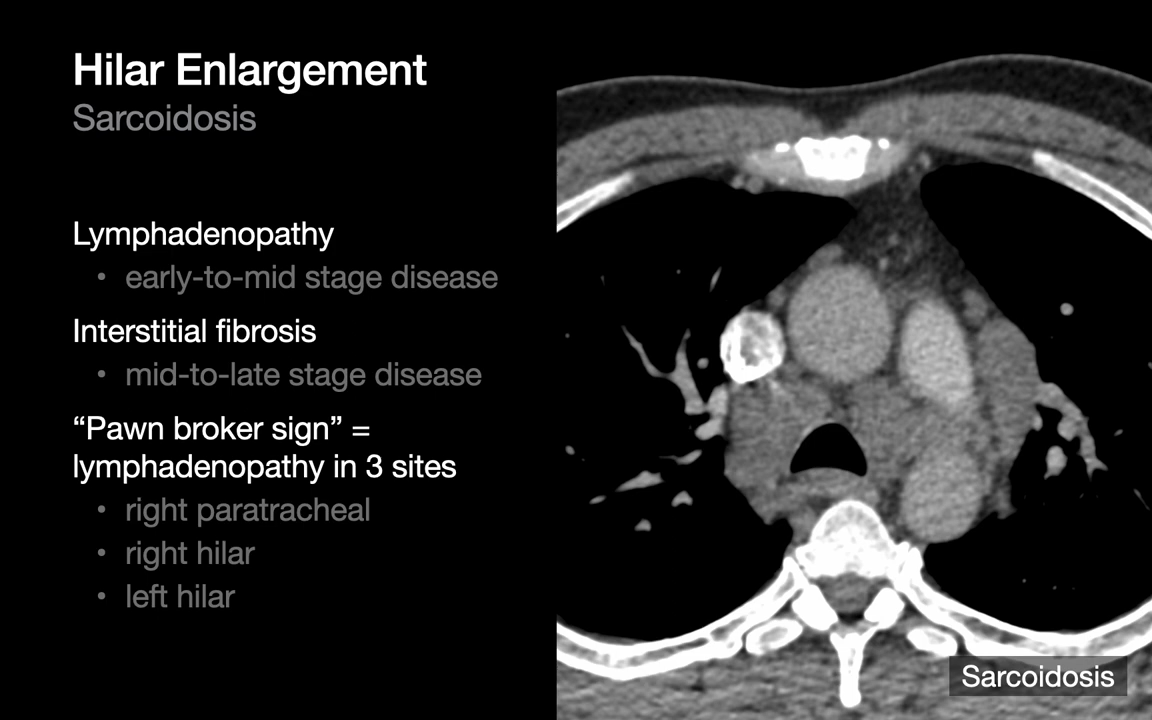 Hilar Enlargement
Sarcoidosis
Lymphadenopathy
• early-to-mid stage disease
Interstitial fibrosis
• mid-to-late stage disease
“Pawn broker sign” =
lymphadenopathy in 3 sites
• right paratracheal
• right hilar
• left hilar
Sarcoidosis